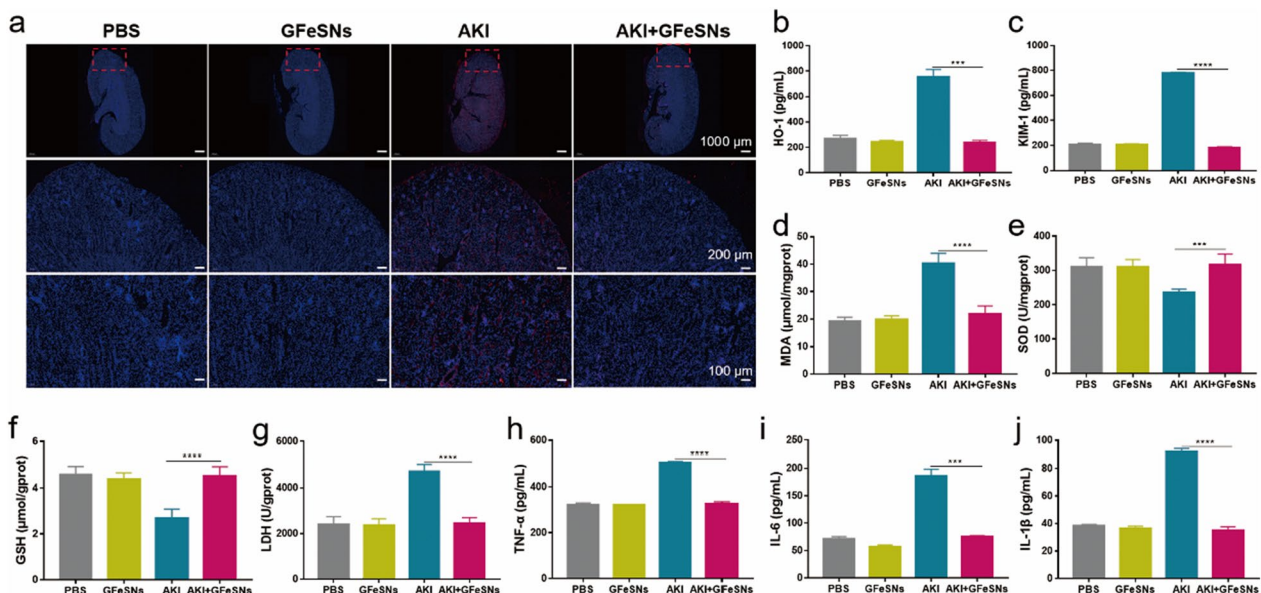 a
PBS
GFeSNs
AKI
AKI+GFeSNs
1000 µm
200 µm
100 µm
b
HO-1 (pg/mL)
1000
800
600
400
200
0
***
PBS
GFeSNs
AKI
AKI+GFeSNs
c
KIM-1 (pg/mL)
1000
800
600
400
200
0
****
PBS
GFeSNs
AKI
AKI+GFeSNs
d
MDA (µmol/mgprot)
50
40
30
20
10
0
****
PBS
GFeSNs
AKI
AKI+GFeSNs
e
SOD (U/mgprot)
400
300
200
100
0
***
PBS
GFeSNs
AKI
AKI+GFeSNs
f
GSH (µmol/gprot)
6
4
2
0
****
PBS
GFeSNs
AKI
AKI+GFeSNs
g
LDH (U/gprot)
6000
4000
2000
0
****
PBS
GFeSNs
AKI
AKI+GFeSNs
h
TNF-α (pg/mL)
600
400
200
0
****
PBS
GFeSNs
AKI
AKI+GFeSNs
i
IL-6 (pg/mL)
250
200
150
100
50
0
***
PBS
GFeSNs
AKI
AKI+GFeSNs
j
IL-1β (pg/mL)
100
80
60
40
20
0
****
PBS
GFeSNs
AKI
AKI+GFeSNs